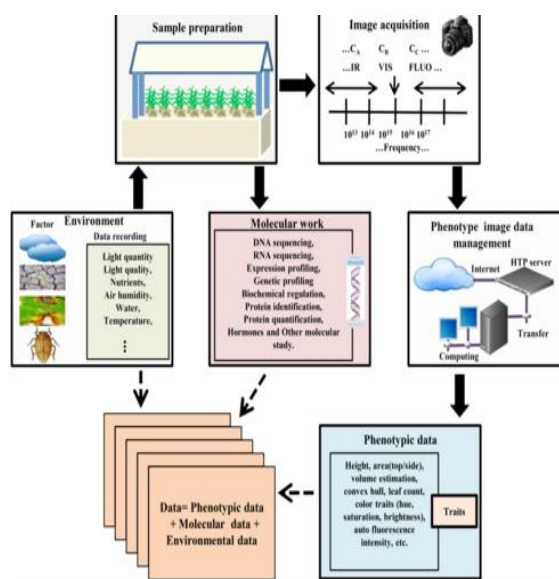 Sample preparation
Image acquisition
…C_A C_B C_C …
…IR VIS FLUO …
10¹³ 10¹⁴ 10¹⁵ 10¹⁶ 10¹⁷
…Frequency…
Environment
Factor
Data recording
Light quantity
Light quality,
Nutrients,
Air humidity,
Water,
Temperature,
⋮
Molecular work
DNA sequencing,
RNA sequencing,
Expression profiling,
Genetic profiling
Biochemical regulation,
Protein identification,
Protein quantification,
Hormones and Other molecular
study.
Phenotype image data
management
HTP server
Internet
Transfer
Computing
Data= Phenotypic data
+ Molecular data +
Environmental data
Phenotypic data
Height, area(top/side),
volume estimation,
convex hull, leaf count,
color traits (hue,
saturation, brightness),
auto fluorescence
intensity, etc.
Traits